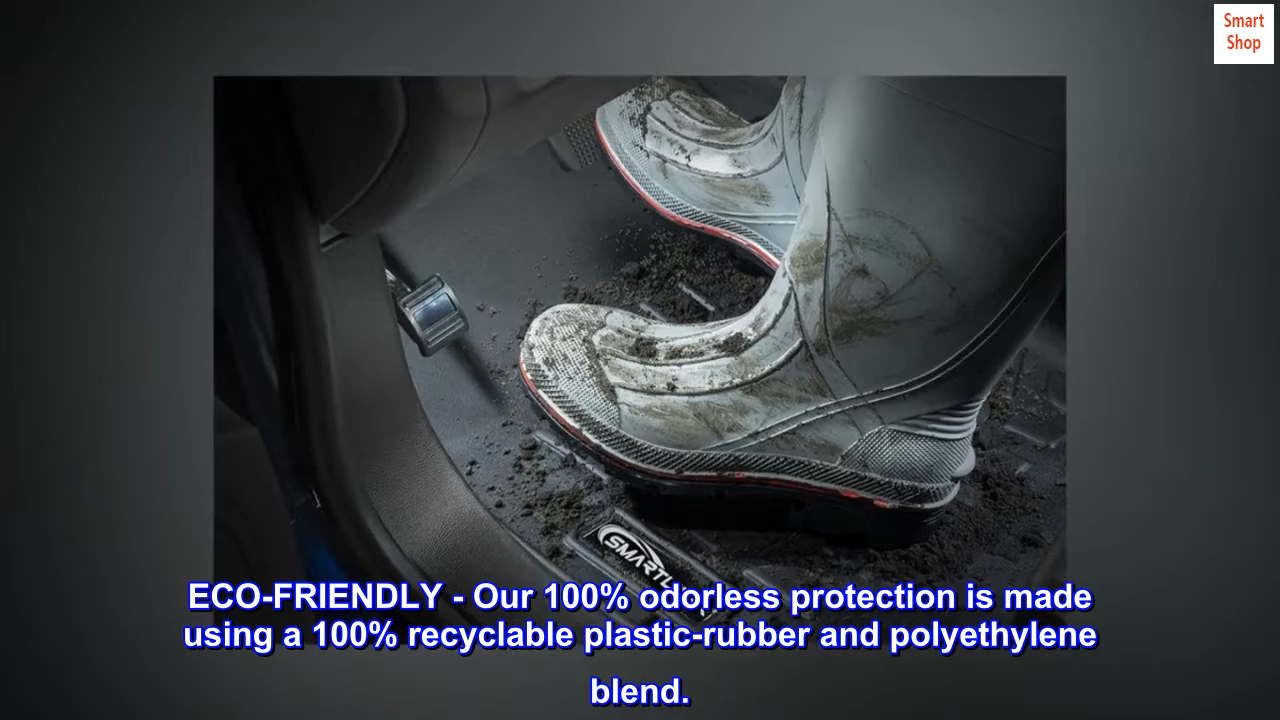 Smart
Shop
ECO-FRIENDLY - Our 100% odorless protection is made
using a 100% recyclable plastic-rubber and polyethylene
blend.